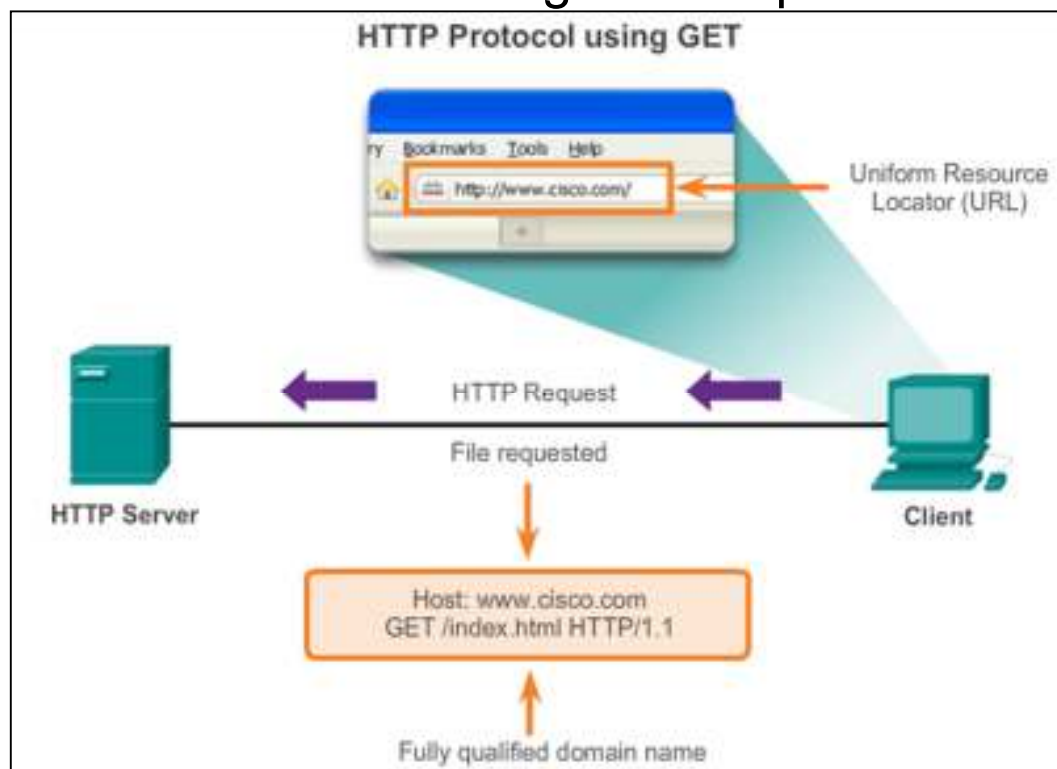 HTTP Protocol using GET
ry Bookmarks Tools Help
http://www.cisco.com/
Uniform Resource
Locator (URL)
HTTP Request
File requested
HTTP Server
Client
Host: www.cisco.com
GET /index.html HTTP/1.1
Fully qualified domain name